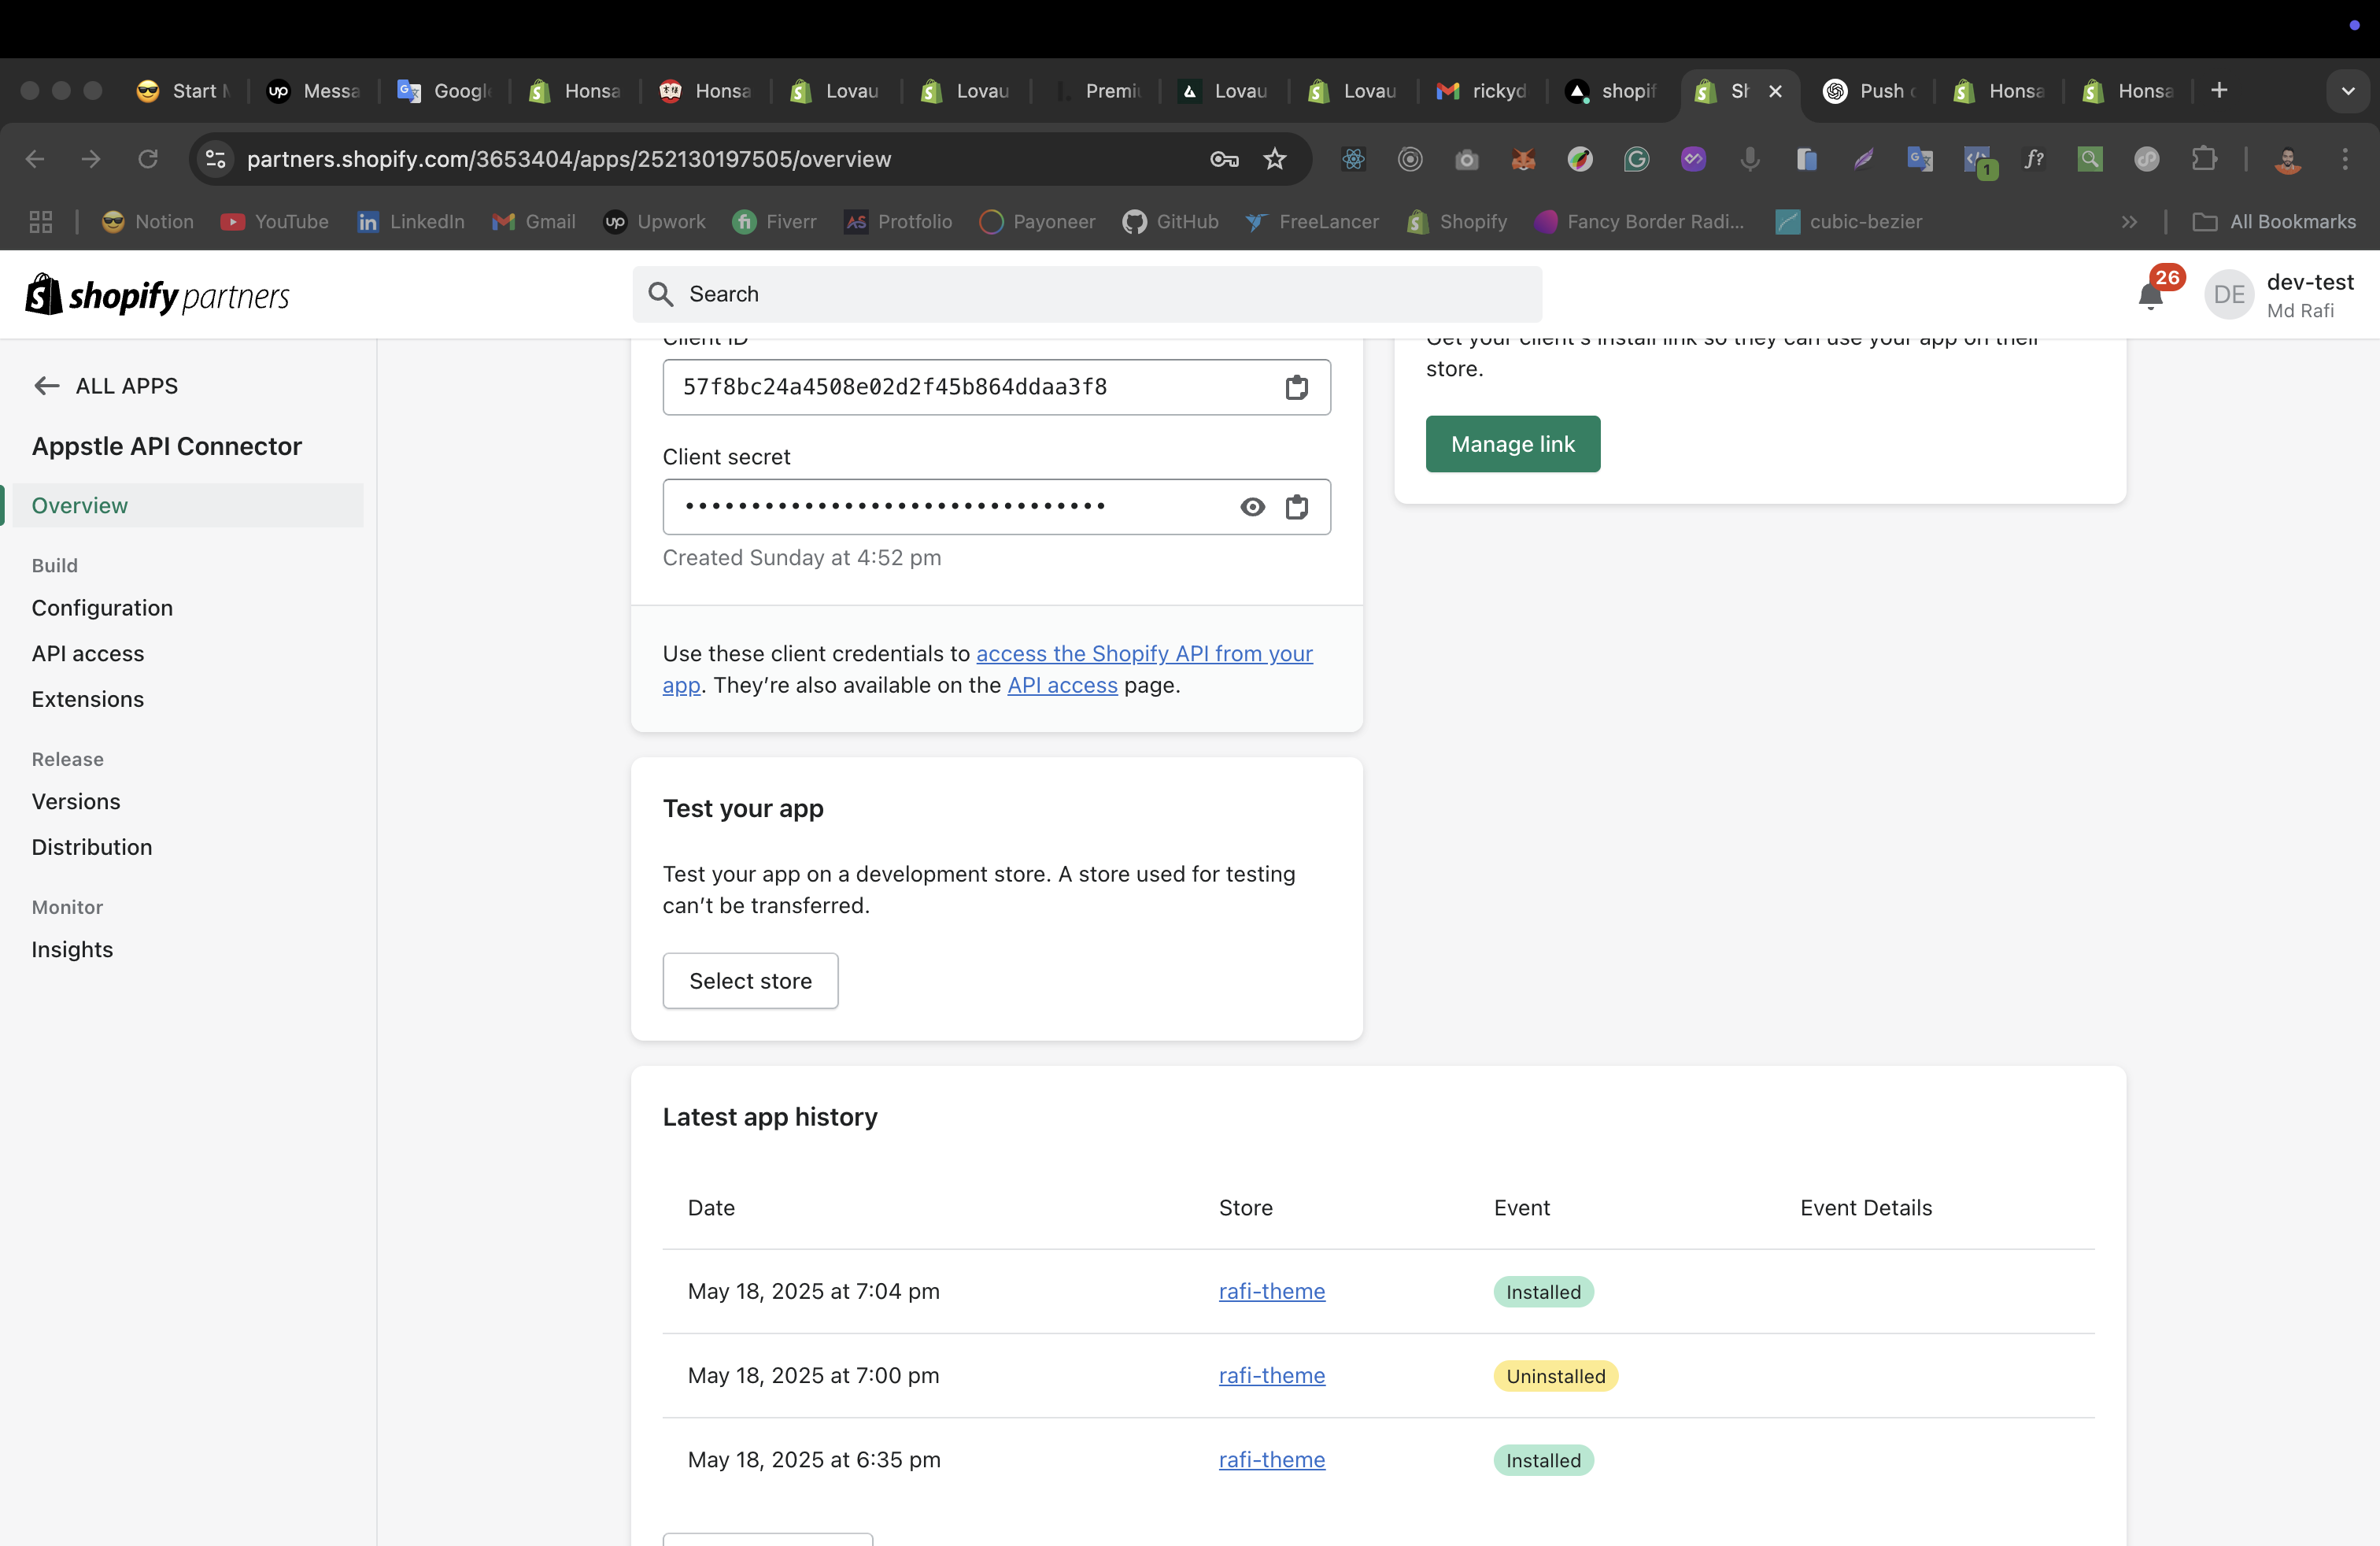 Start
Messa
Google
Honsa
Honsa
Lovau
Lovau
Premiu
Lovau
Lovau
rickyd
shopif
Sh
Push
Honsa
Honsa
partners.shopify.com/3653404/apps/252130197505/overview
1
Notion
YouTube
LinkedIn
Gmail
Upwork
Fiverr
Protfolio
Payoneer
GitHub
FreeLancer
Shopify
Fancy Border Radi...
cubic-bezier
All Bookmarks
shopify partners
Search
26
DE
dev-test
Md Rafi
ALL APPS
Appstle API Connector
Overview
Build
Configuration
API access
Extensions
Release
Versions
Distribution
Monitor
Insights
Client ID
57f8bc24a4508e02d2f45b864ddaa3f8
Client secret
••••••••••••••••••••••••••••••••
Created Sunday at 4:52 pm
Use these client credentials to access the Shopify API from your
app. They’re also available on the API access page.
Get your client’s install link so they can use your app on their
store.
Manage link
Test your app
Test your app on a development store. A store used for testing
can’t be transferred.
Select store
Latest app history
Date Store Event Event Details
May 18, 2025 at 7:04 pm rafi-theme Installed
May 18, 2025 at 7:00 pm rafi-theme Uninstalled
May 18, 2025 at 6:35 pm rafi-theme Installed